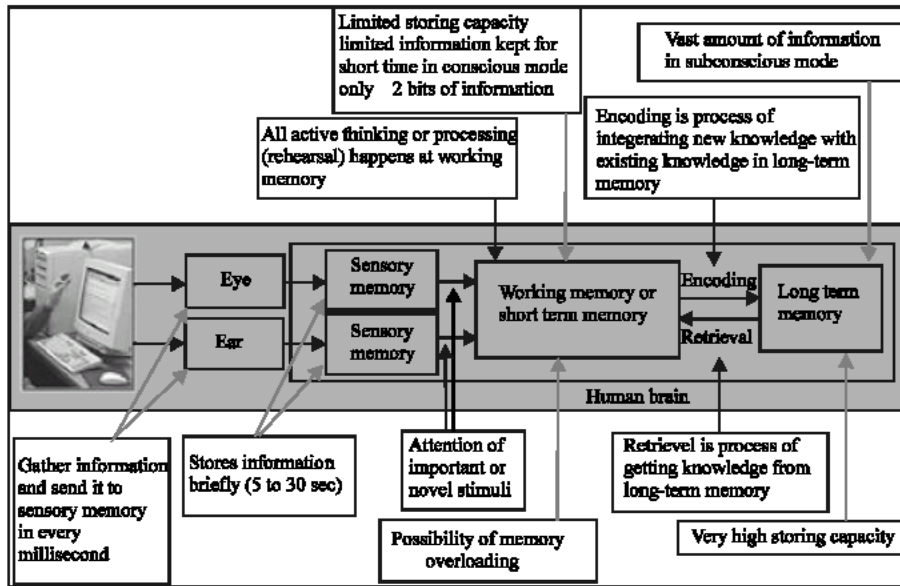 Limited storing capacity
limited information kept for
short time in conscious mode
only 2 bits of information
Vast amount of information
in subconscious mode
All active thinking or processing
(rehearsal) happens at working
memory
Encoding is process of
integerating new knowledge with
existing knowledge in long-term
memory
Eye
Ear
Sensory
memory
Sensory
memory
Working memory or
short term memory
Encoding
Retrieval
Long term
memory
Human brain
Gather information
and send it to
sensory memory
in every
millisecond
Stores information
briefly (5 to 30 sec)
Attention of
important or
novel stimuli
Possibility of memory
overloading
Retrievel is process of
getting knowledge from
long-term memory
Very high storing capacity